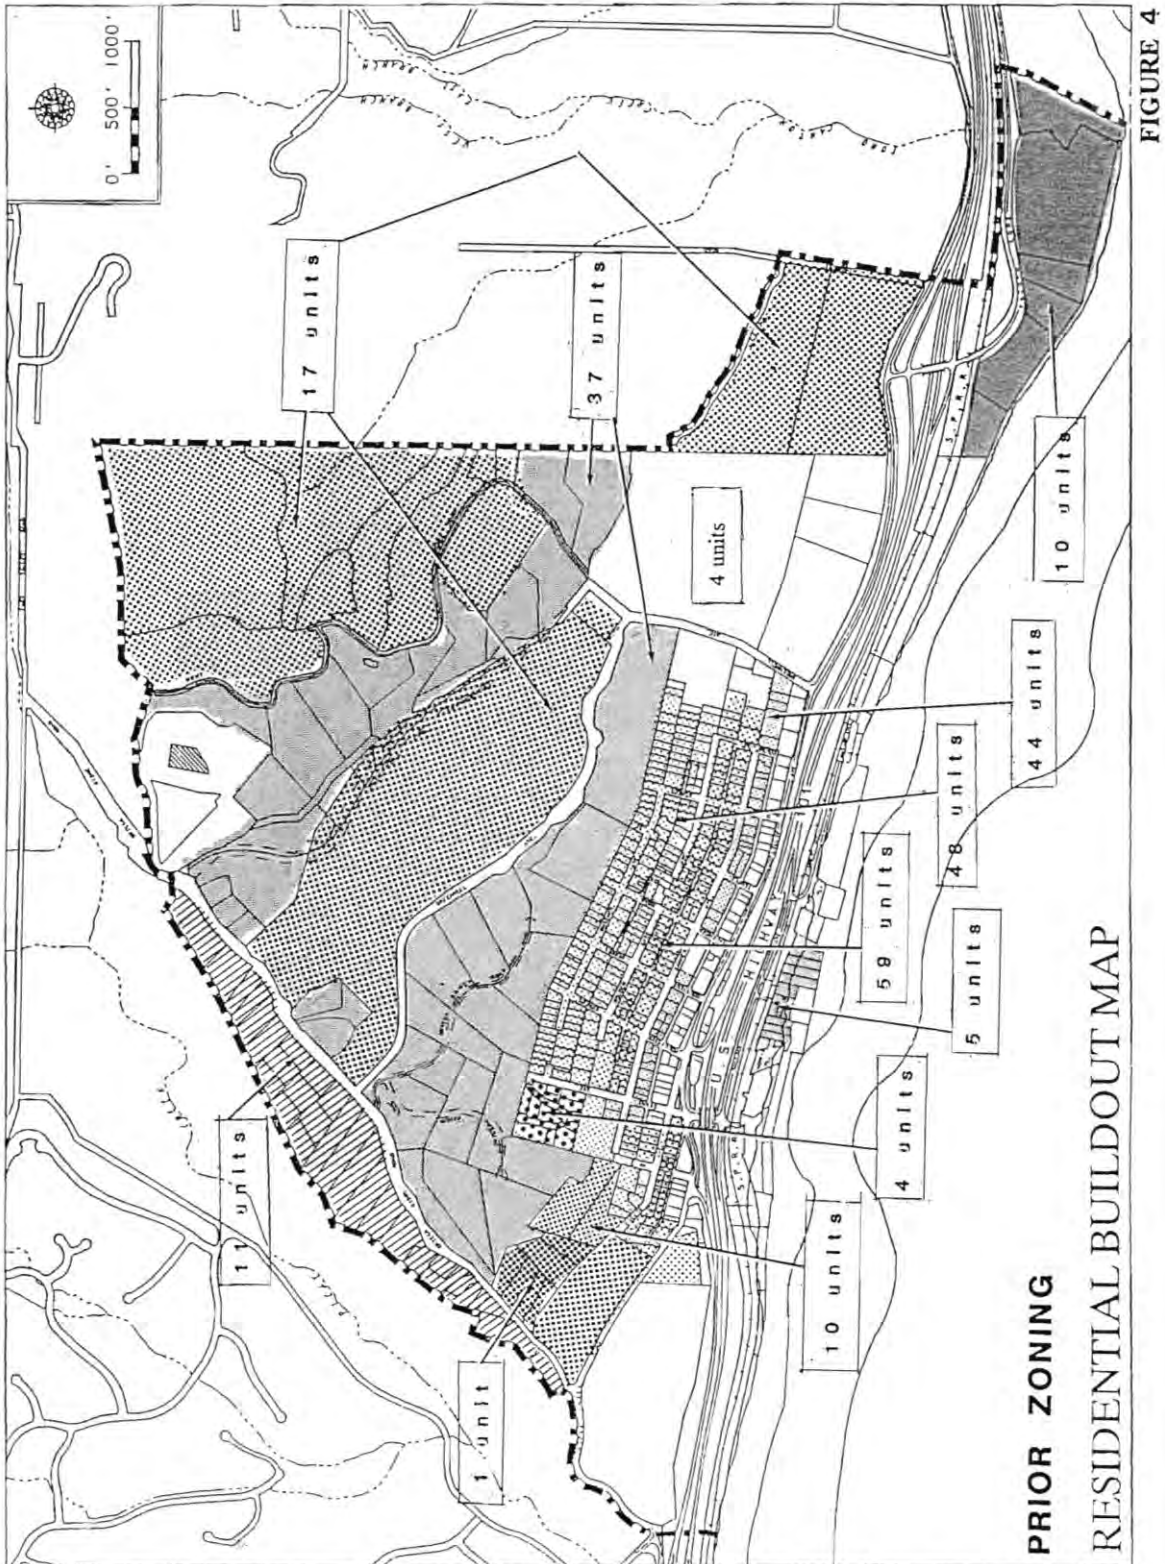 0' 500' 1000'
17 units
37 units
4 units
10 units
44 units
48 units
59 units
5 units
4 units
10 units
1 unit
11 units
U.S. HIGHWAY 101
S.P.R.R.
PRIOR ZONING
RESIDENTIAL BUILDOUT MAP
FIGURE 4